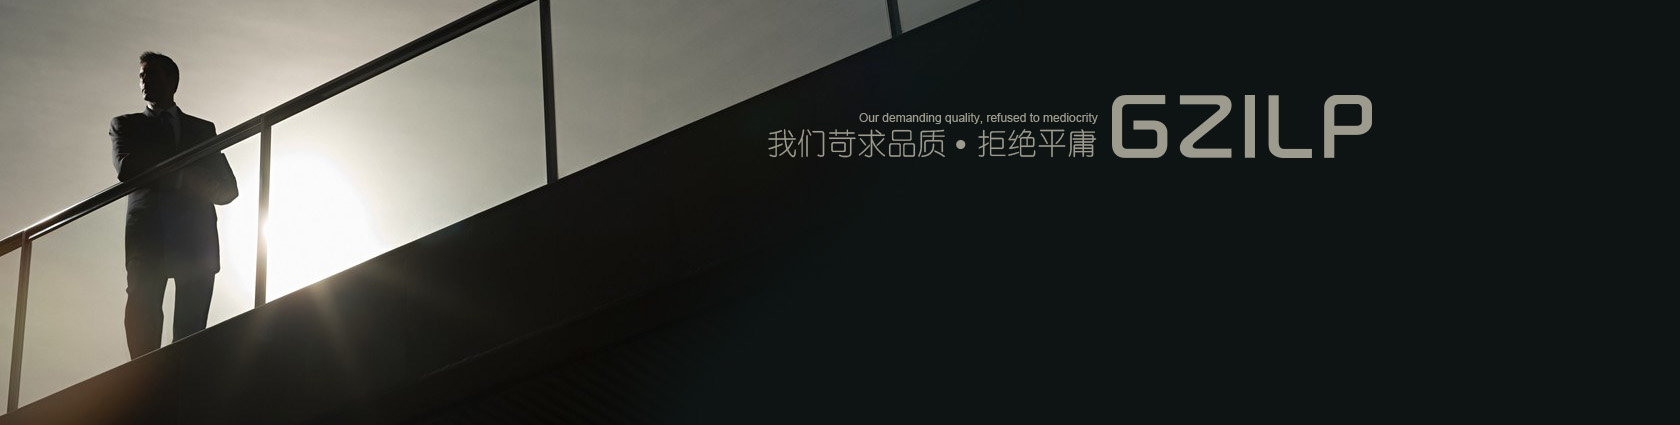 Our demanding quality, refused to mediocrity
我们苛求品质•拒绝平庸
GZILP